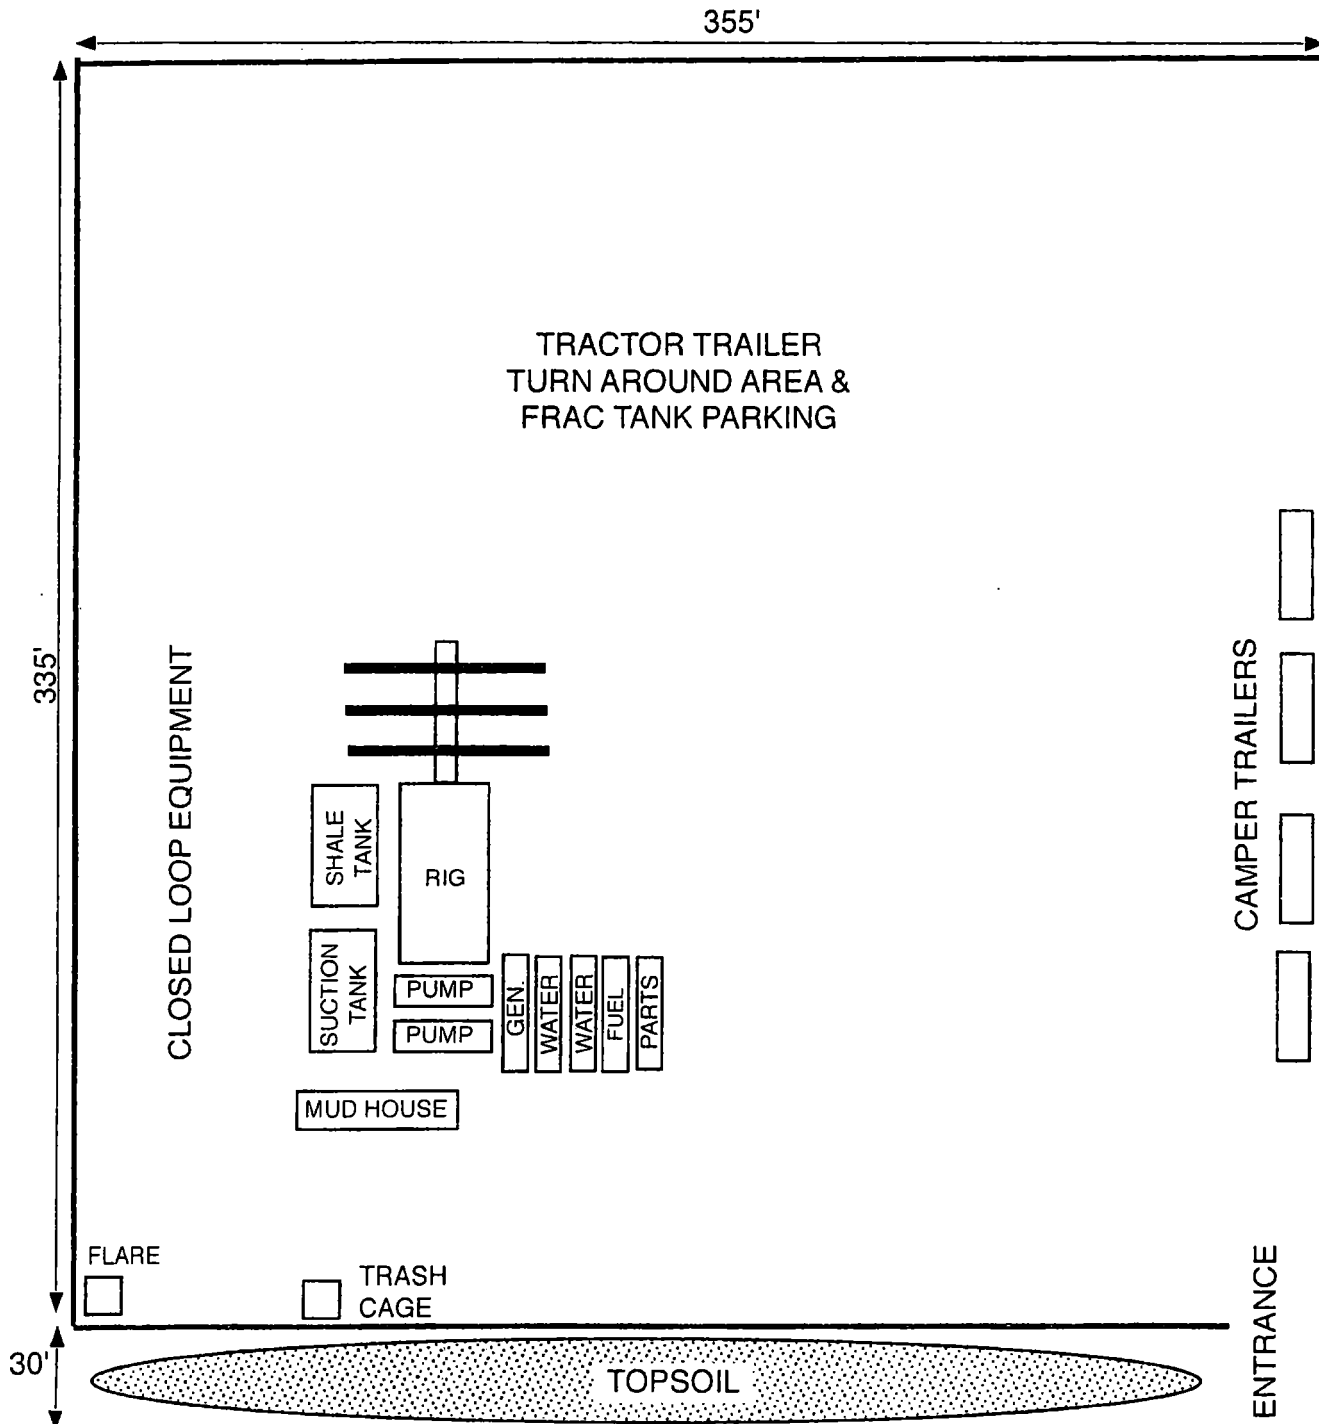 355'
TRACTOR TRAILER
TURN AROUND AREA &
FRAC TANK PARKING
335'
CLOSED LOOP EQUIPMENT
CAMPER TRAILERS
SHALE
TANK
RIG
SUCTION
TANK
PUMP
PUMP
GEN.
WATER
WATER
FUEL
PARTS
MUD HOUSE
FLARE
TRASH
CAGE
ENTRANCE
30'
TOPSOIL